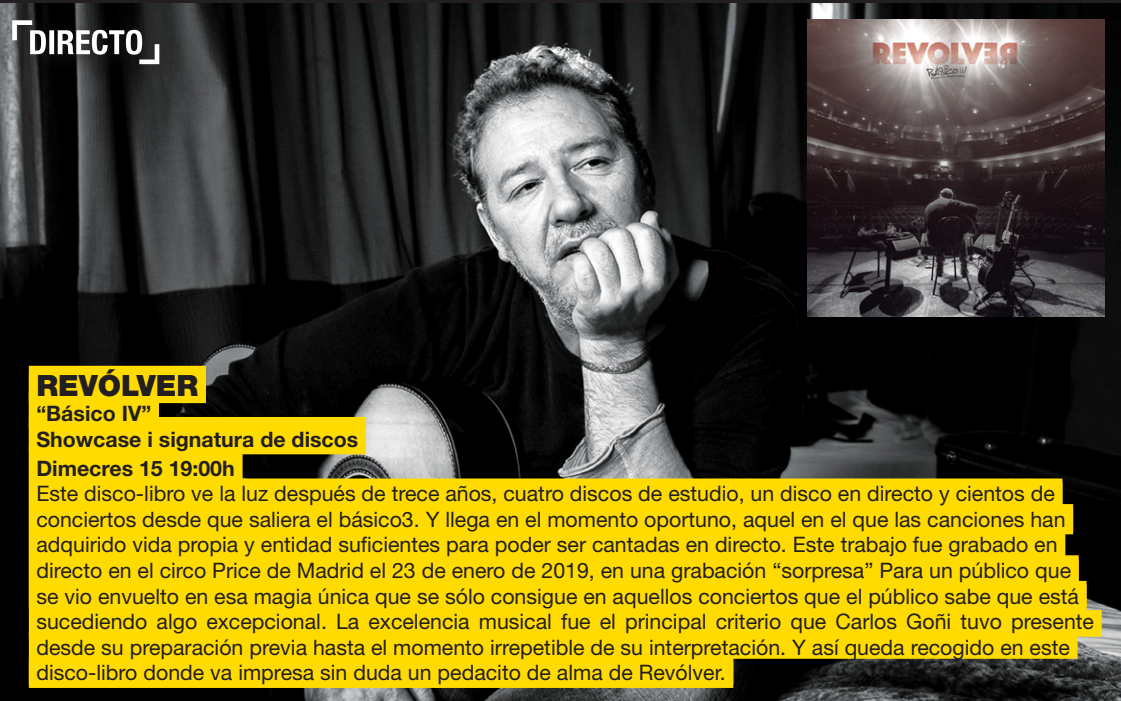 DIRECTO
REVOLVER
BÁSICO IV
REVÓLVER
“Básico IV”
Showcase i signatura de discos
Dimecres 15 19:00h
Este disco-libro ve la luz después de trece años, cuatro discos de estudio, un disco en directo y cientos de
conciertos desde que saliera el básico3. Y llega en el momento oportuno, aquel en el que las canciones han
adquirido vida propia y entidad suficientes para poder ser cantadas en directo. Este trabajo fue grabado en
directo en el circo Price de Madrid el 23 de enero de 2019, en una grabación “sorpresa” Para un público que
se vio envuelto en esa magia única que se sólo consigue en aquellos conciertos que el público sabe que está
sucediendo algo excepcional. La excelencia musical fue el principal criterio que Carlos Goñi tuvo presente
desde su preparación previa hasta el momento irrepetible de su interpretación. Y así queda recogido en este
disco-libro donde va impresa sin duda un pedacito de alma de Revólver.